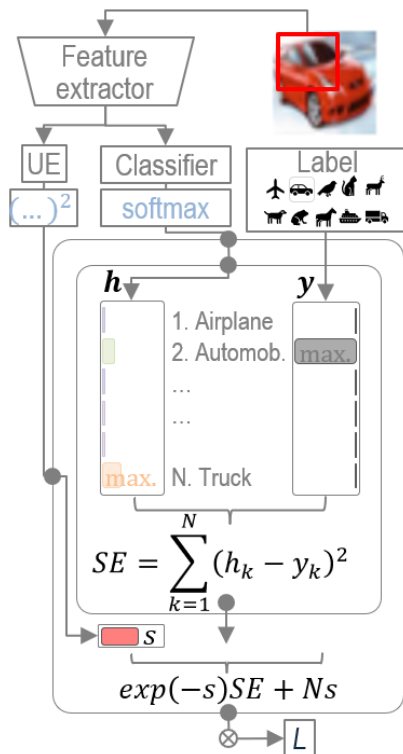 Feature
extractor
UE
Classifier
Label
(...)²
softmax
h
y
1. Airplane
2. Automob.
max.
...
...
max.
N. Truck
SE = ∑_{k=1}^{N} (h_k − y_k)²
s
exp(−s)SE + Ns
L